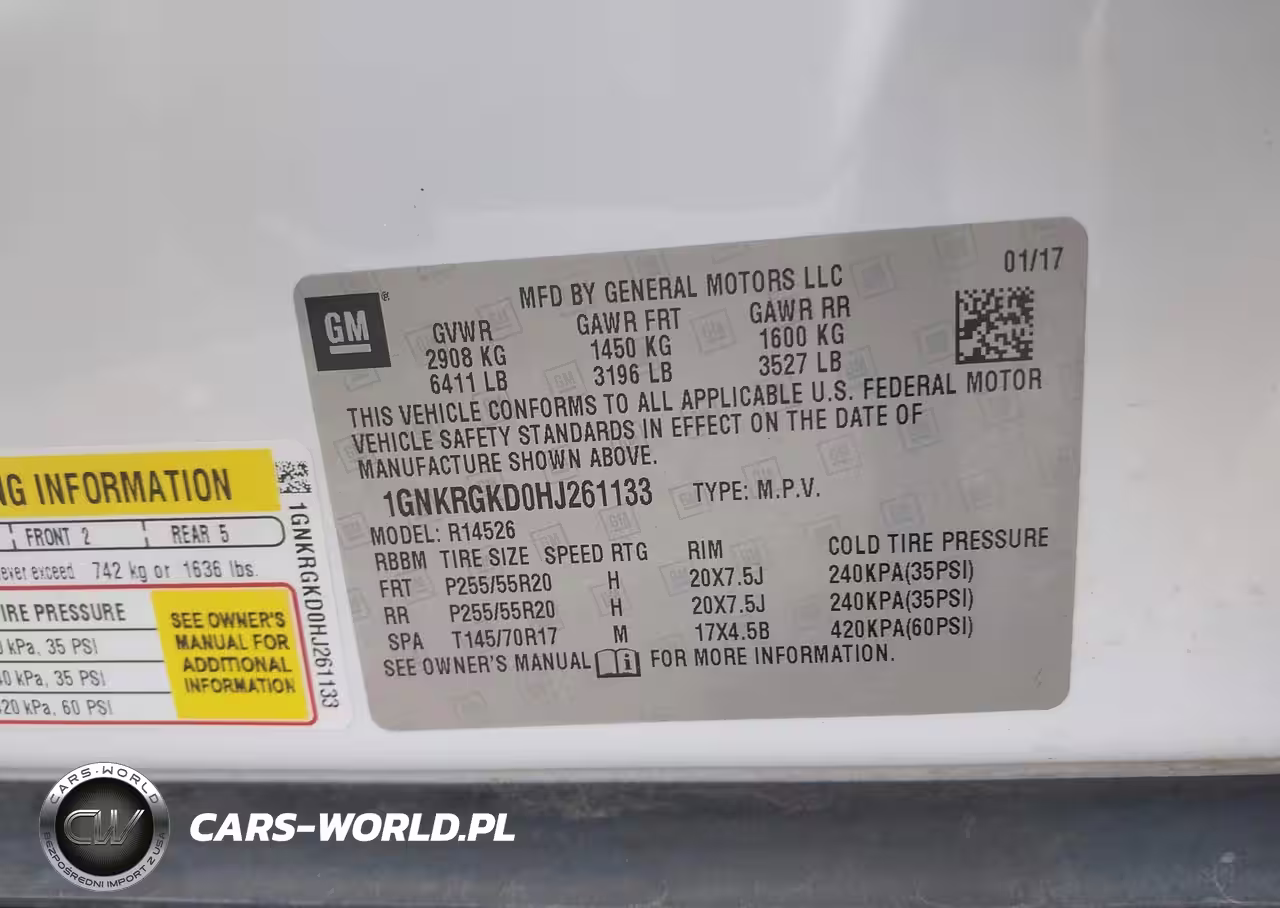 01/17
MFD BY GENERAL MOTORS LLC
GM®
GVWR GAWR FRT GAWR RR
2908 KG 1450 KG 1600 KG
6411 LB 3196 LB 3527 LB
THIS VEHICLE CONFORMS TO ALL APPLICABLE U.S. FEDERAL MOTOR
VEHICLE SAFETY STANDARDS IN EFFECT ON THE DATE OF
MANUFACTURE SHOWN ABOVE.
1GNKRGKD0HJ261133 TYPE: M.P.V.
MODEL: R14526
RBBM TIRE SIZE SPEED RTG RIM COLD TIRE PRESSURE
FRT P255/55R20 H 20X7.5J 240KPA(35PSI)
RR P255/55R20 H 20X7.5J 240KPA(35PSI)
SPA T145/70R17 M 17X4.5B 420KPA(60PSI)
SEE OWNER'S MANUAL FOR MORE INFORMATION.
NG INFORMATION
FRONT 2 REAR 5
ever exceed 742 kg or 1636 lbs.
IRE PRESSURE
kPa, 35 PSI
40 kPa, 35 PSI
420 kPa, 60 PSI
SEE OWNER'S
MANUAL FOR
ADDITIONAL
INFORMATION
1GNKRGKD0HJ261133
CARS-WORLD
CW
BEZPOŚREDNI IMPORT Z USA
CARS-WORLD.PL